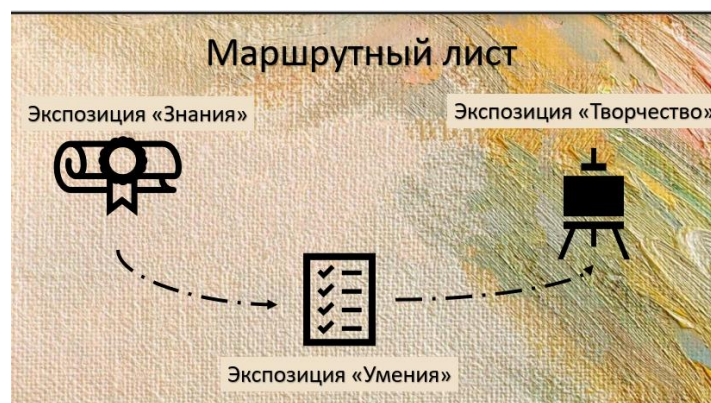 Маршрутный лист
Экспозиция «Знания»
Экспозиция «Творчество»
Экспозиция «Умения»